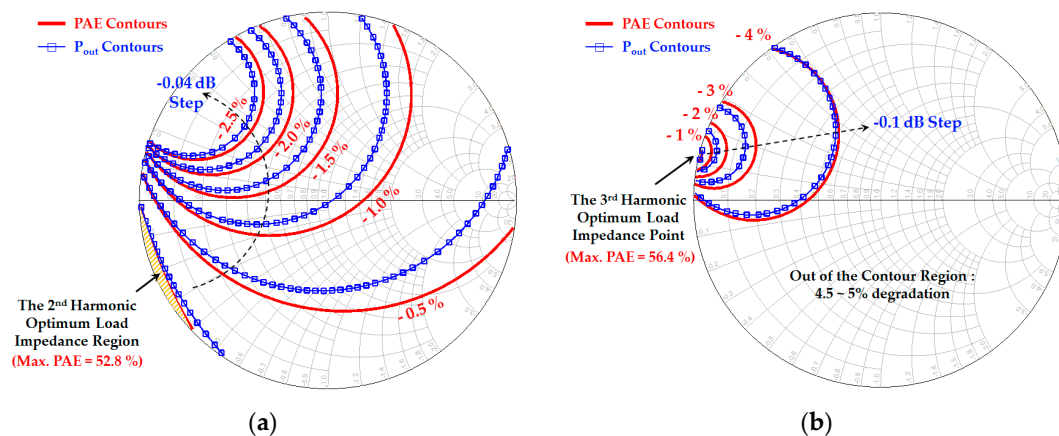 PAE Contours
Pout Contours
-0.04 dB
Step
- 2.5 %
- 2.0 %
- 1.5 %
- 1.0 %
- 0.5 %
The 2nd Harmonic
Optimum Load
Impedance Region
(Max. PAE = 52.8 %)
(a)
PAE Contours
Pout Contours
- 4 %
- 3 %
- 2 %
- 1 %
-0.1 dB Step
The 3rd Harmonic
Optimum Load
Impedance Point
(Max. PAE = 56.4 %)
Out of the Contour Region :
4.5 ~ 5% degradation
(b)